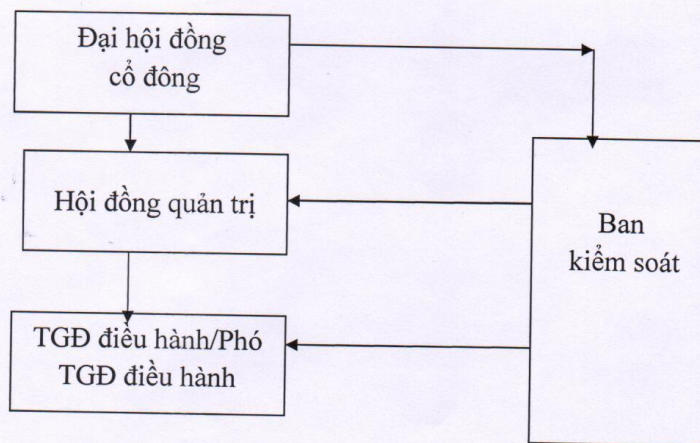 Đại hội đồng
cổ đông
Hội đồng quản trị
Ban
kiểm soát
TGĐ điều hành/Phó
TGĐ điều hành